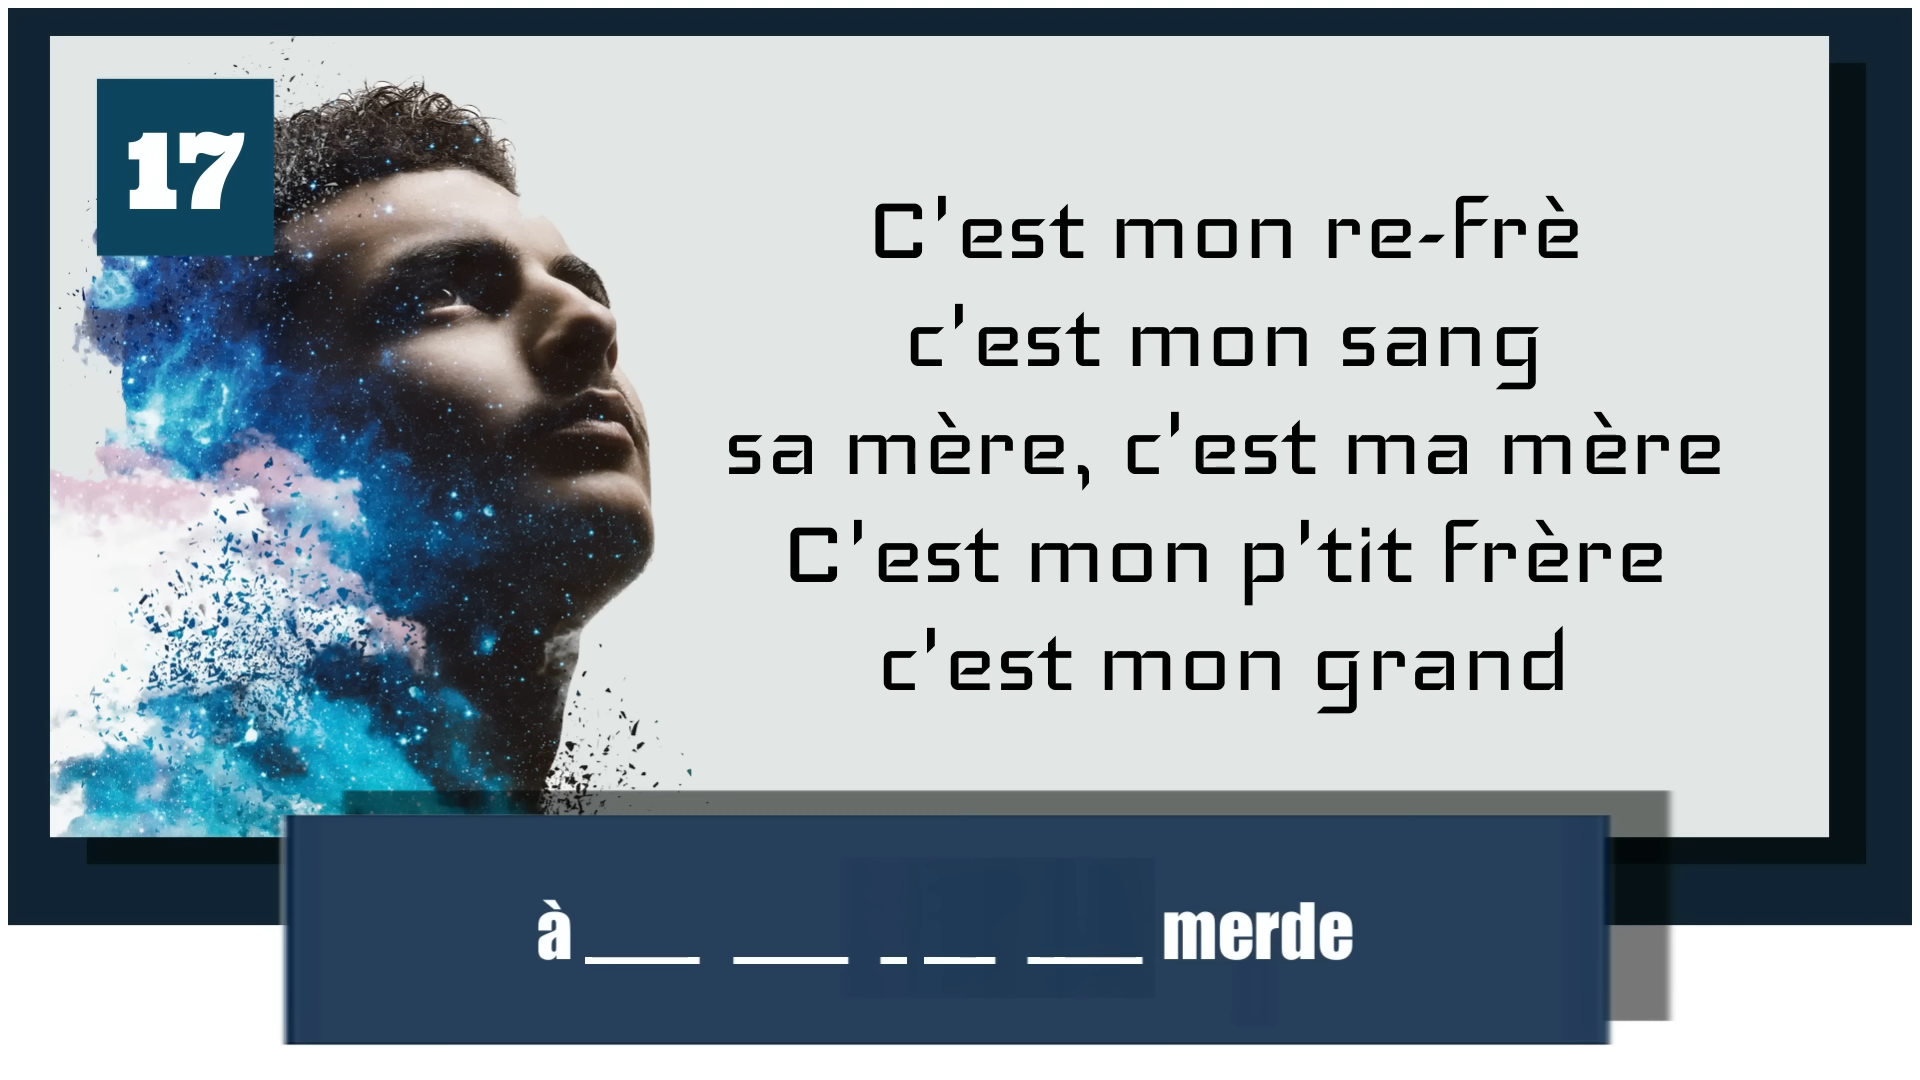 17
C'est mon re-frè
c'est mon sang
sa mère, c'est ma mère
C'est mon p'tit frère
c'est mon grand
à ___ ___ _ __ ___ merde